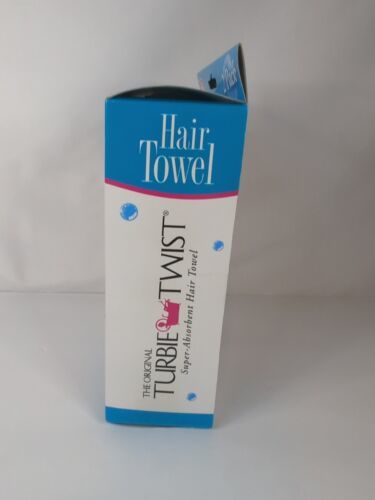 Hair
Towel
THE ORIGINAL
TURBIE TWIST®
Super-Absorbent Hair Towel